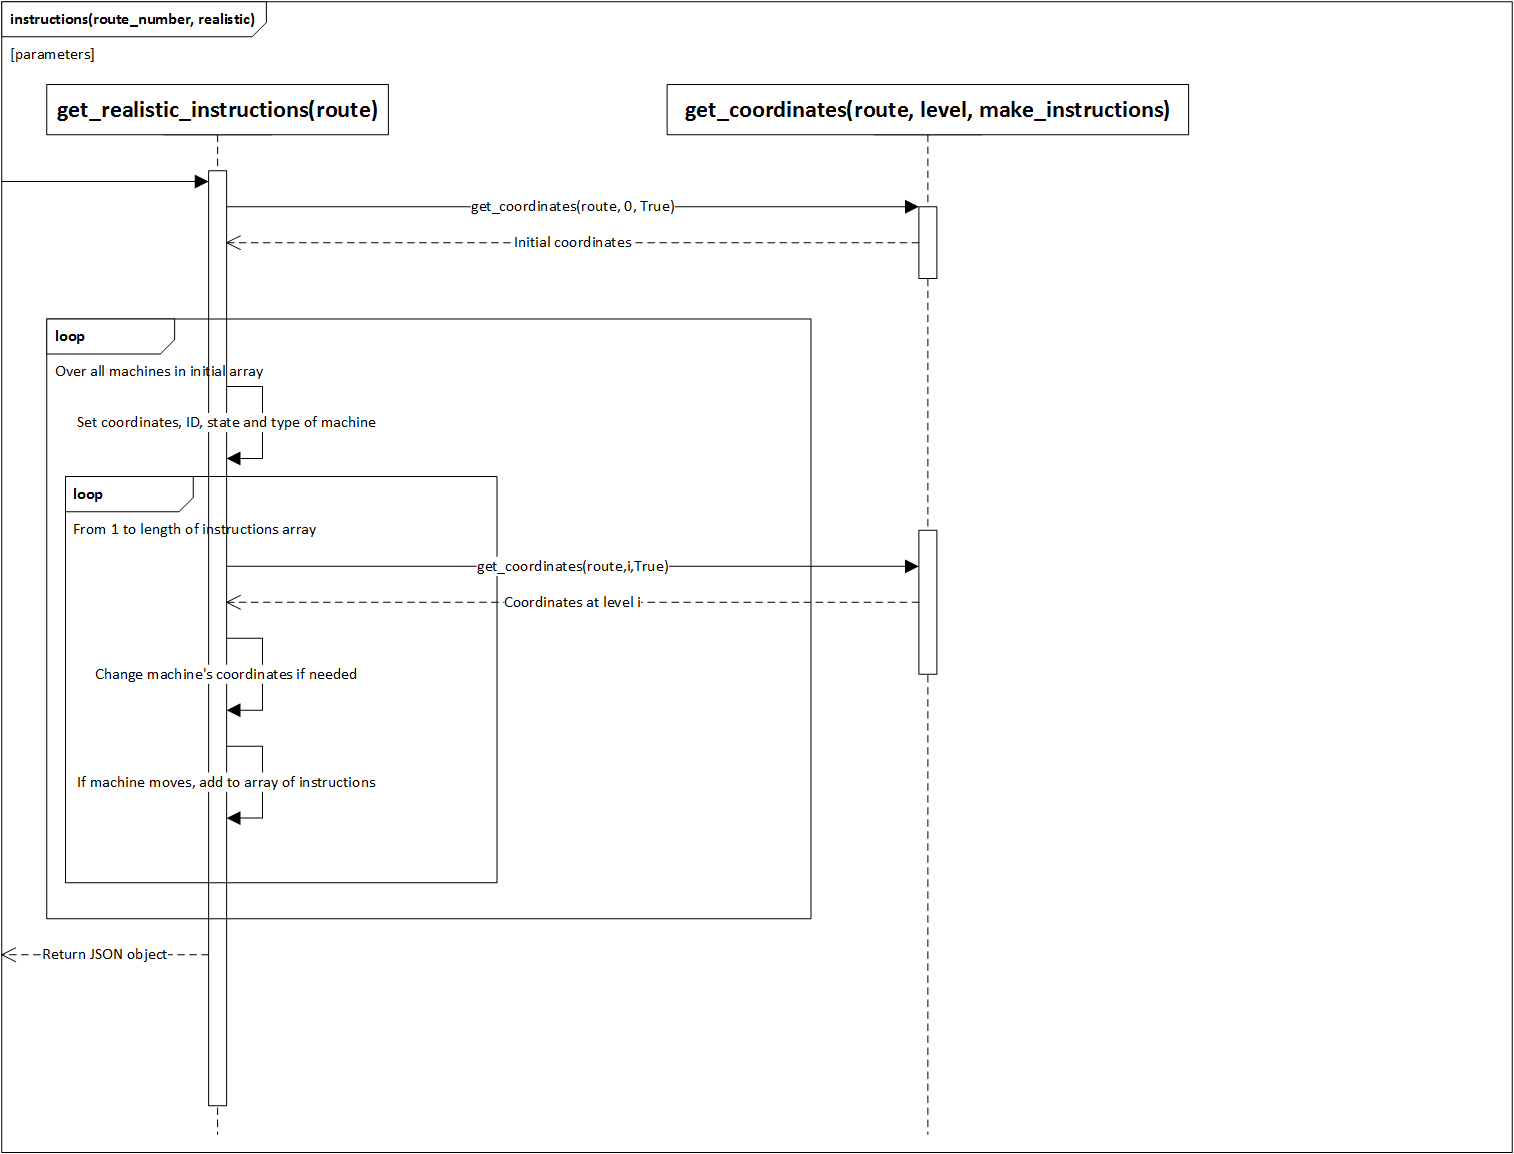 instructions(route_number, realistic)
[parameters]
get_realistic_instructions(route)
get_coordinates(route, level, make_instructions)
get_coordinates(route, 0, True)
Initial coordinates
loop
Over all machines in initial array
Set coordinates, ID, state and type of machine
loop
From 1 to length of instructions array
get_coordinates(route,i,True)
Coordinates at level i
Change machine's coordinates if needed
If machine moves, add to array of instructions
Return JSON object